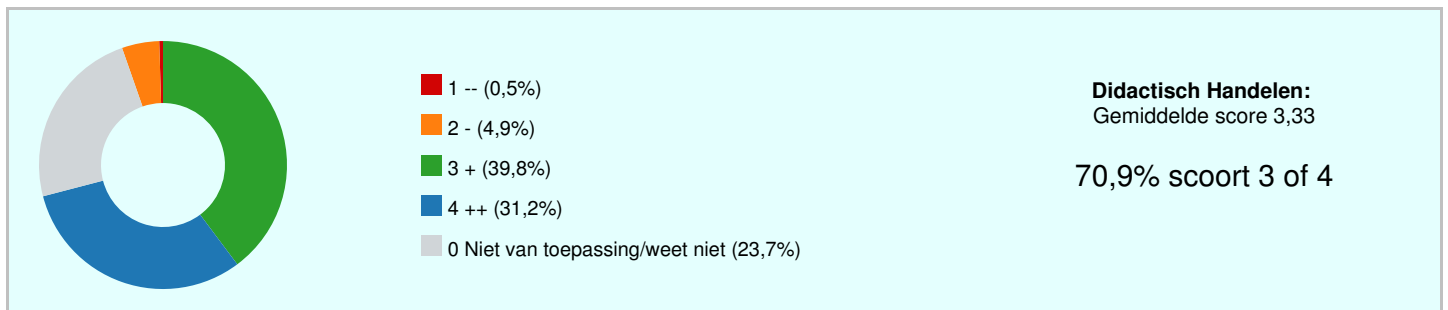 1 -- (0,5%)
2 - (4,9%)
3 + (39,8%)
4 ++ (31,2%)
0 Niet van toepassing/weet niet (23,7%)
Didactisch Handelen:
Gemiddelde score 3,33
70,9% scoort 3 of 4